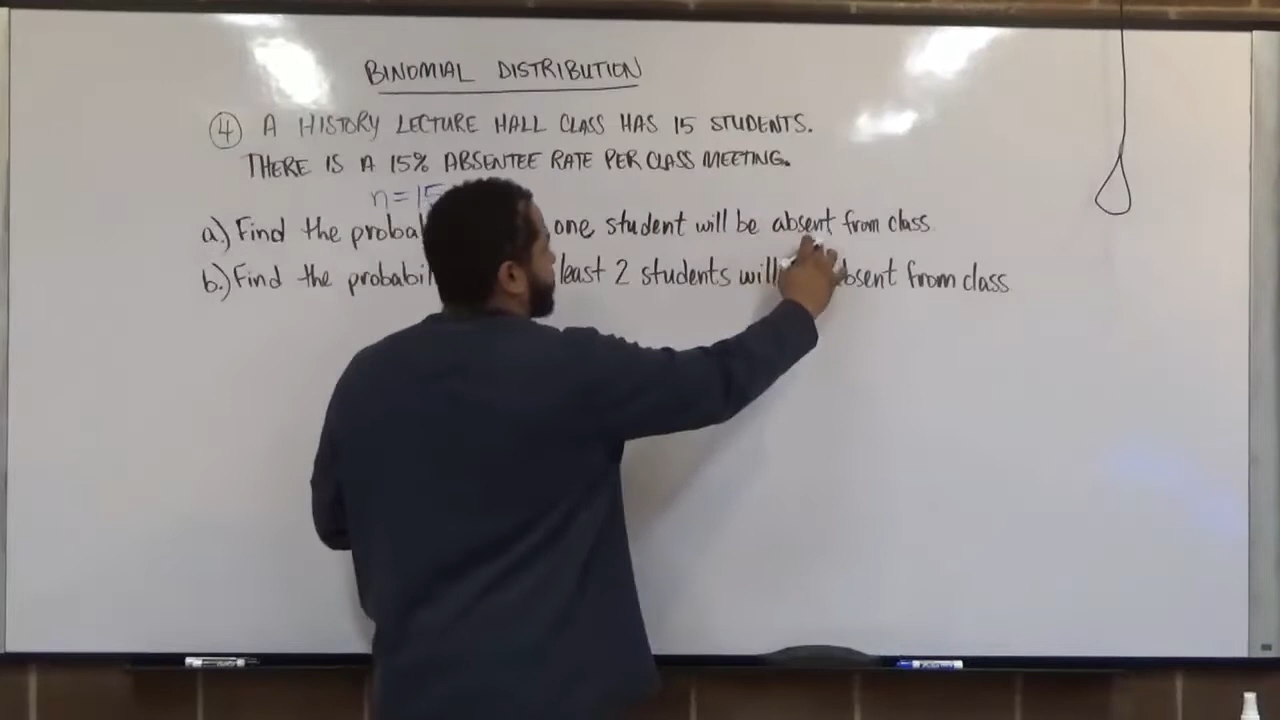 BINOMIAL DISTRIBUTION
④ A HISTORY LECTURE HALL CLASS HAS 15 STUDENTS.
THERE IS A 15% ABSENTEE RATE PER CLASS MEETING.
n=15
a.) Find the proba one student will be absent from class.
b.) Find the probabil least 2 students will absent from class